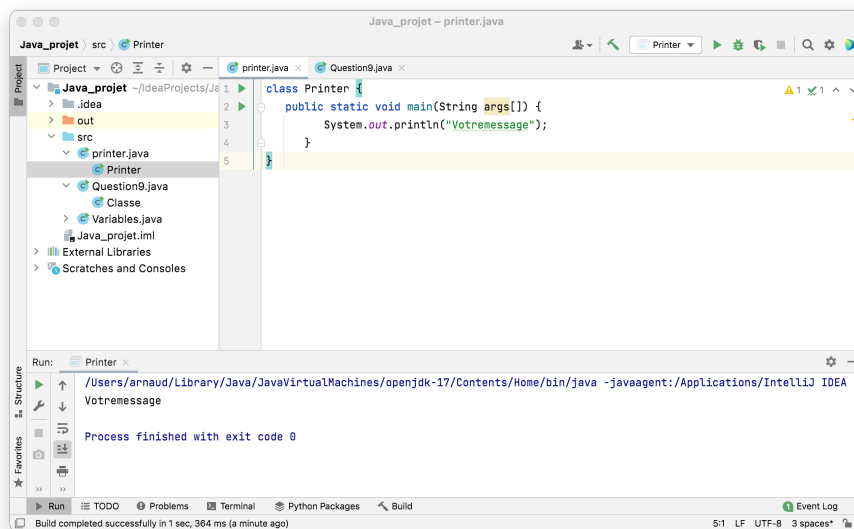 Java_projet – printer.java
Java_projet src Printer
Printer
Project
Project
printer.java
Question9.java
Java_projet ~/IdeaProjects/Ja
.idea
out
src
printer.java
Printer
Question9.java
Classe
Variables.java
Java_projet.iml
External Libraries
Scratches and Consoles
1 class Printer {
2 public static void main(String args[]) {
3 System.out.println("Votremessage");
4 }
5 }
1 1
Run: Printer
/Users/arnaud/Library/Java/JavaVirtualMachines/openjdk-17/Contents/Home/bin/java -javaagent:/Applications/IntelliJ IDEA
Votremessage
Process finished with exit code 0
Structure
Favorites
Run TODO Problems Terminal Python Packages Build 1 Event Log
Build completed successfully in 1 sec, 364 ms (a minute ago) 5:1 LF UTF-8 3 spaces*